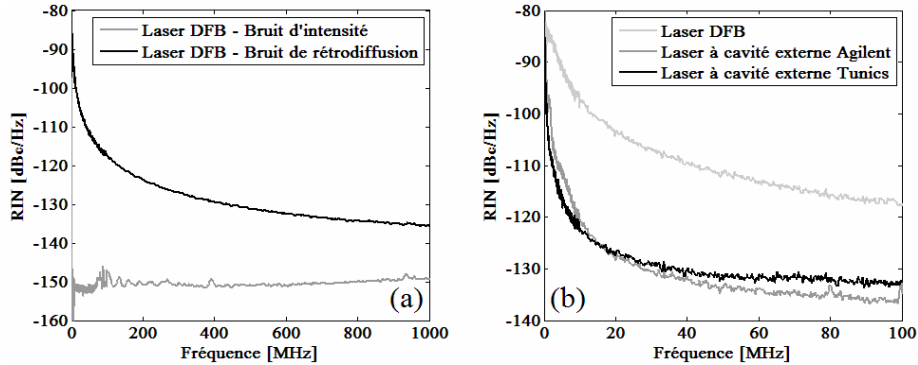 -80
-90
-100
-110
-120
-130
-140
-150
-160
RIN [dBc/Hz]
Laser DFB - Bruit d'intensité
Laser DFB - Bruit de rétrodiffusion
(a)
0
200
400
600
800
1000
Fréquence [MHz]
-80
-90
-100
-110
-120
-130
-140
RIN [dBc/Hz]
Laser DFB
Laser à cavité externe Agilent
Laser à cavité externe Tunics
(b)
0
20
40
60
80
100
Fréquence [MHz]